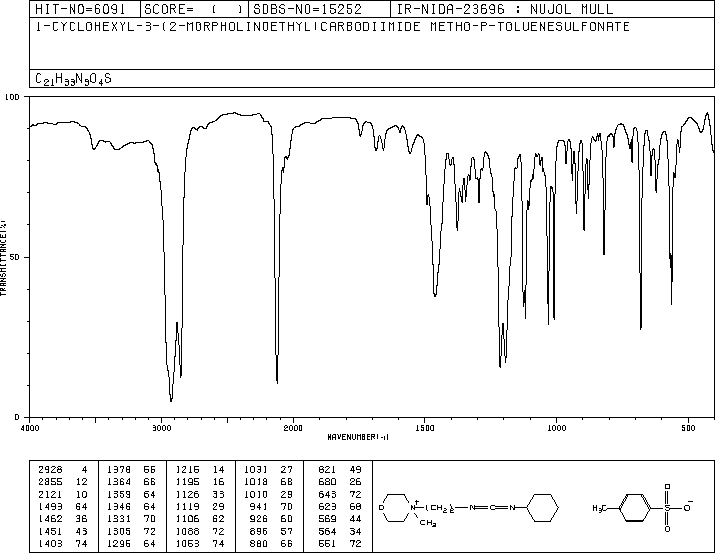 HIT-NO=6091 SCORE= ( ) SDBS-NO=15252 IR-NIDA-23696 : NUJOL MULL
1-CYCLOHEXYL-3-(2-MORPHOLINOETHYL)CARBODIIMIDE METHO-P-TOLUENESULFONATE
C21H33N3O4S
100
50
0
TRANSMITTANCE(%)
4000 3000 2000 1500 1000 500
WAVENUMBER(-1)
2928 4 1378 55 1215 14 1031 27 821 49
2855 12 1364 66 1195 16 1018 68 680 26
2121 10 1359 64 1126 33 1010 29 643 72
1493 64 1346 64 1119 29 941 70 623 68
1462 36 1331 70 1106 62 926 60 569 44
1451 43 1305 72 1088 72 896 57 564 34
1403 74 1296 64 1053 74 880 66 551 72
O N + (CH2)2 N C N
CH3
H3C S O O O −